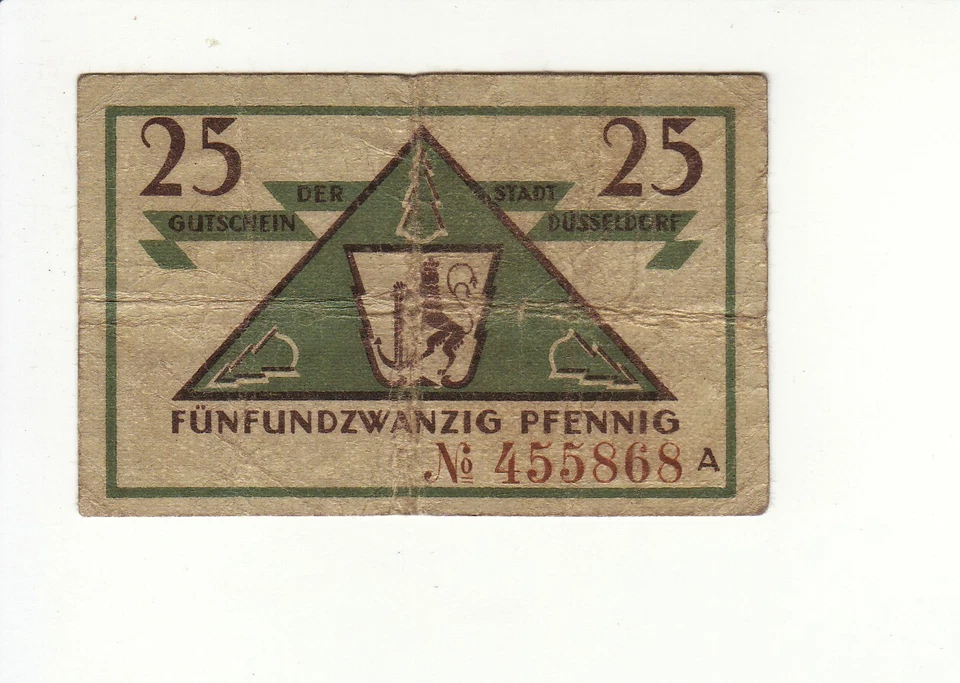 25 25
DER STADT
GUTSCHEIN DÜSSELDORF
FÜNFUNDZWANZIG PFENNIG
№ 455868 A